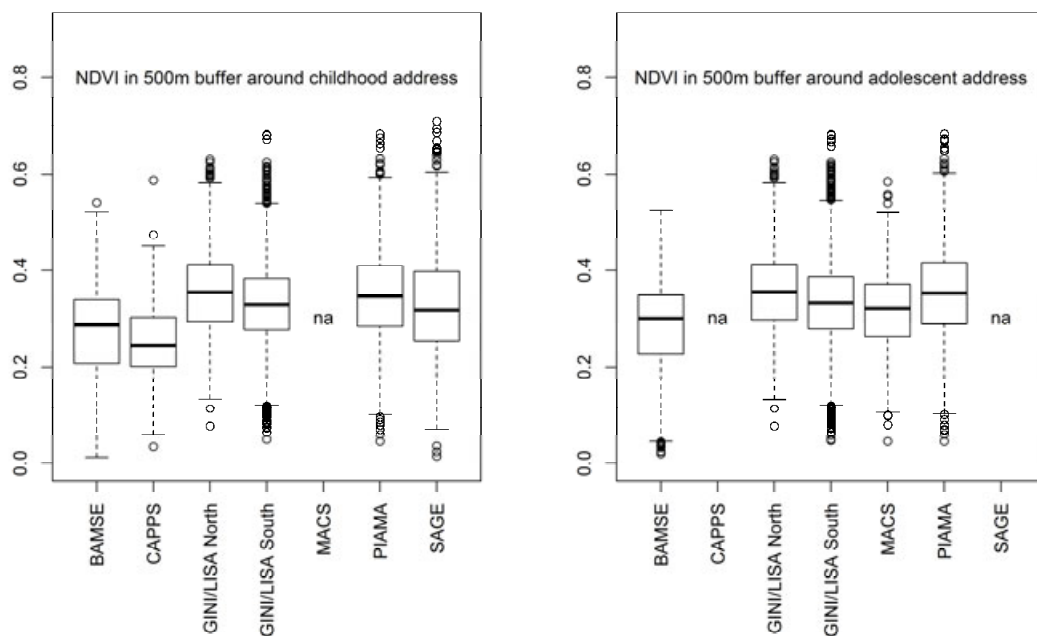 NDVI in 500m buffer around childhood address
0.8
0.6
0.4
0.2
0.0
na
BAMSE
CAPPS
GINI/LISA North
GINI/LISA South
MACS
PIAMA
SAGE
NDVI in 500m buffer around adolescent address
0.8
0.6
0.4
0.2
0.0
na
na
BAMSE
CAPPS
GINI/LISA North
GINI/LISA South
MACS
PIAMA
SAGE